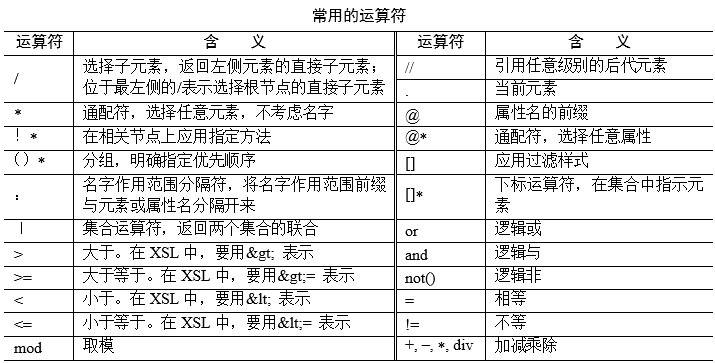 常用的运算符
运算符 含 义 运算符 含 义
/ 选择子元素，返回左侧元素的直接子元素；
位于最左侧的/表示选择根节点的直接子元素
// 引用任意级别的后代元素
. 当前元素
* 通配符，选择任意元素，不考虑名字 @ 属性名的前缀
！* 在相关节点上应用指定方法 @* 通配符，选择任意属性
( ) * 分组，明确指定优先顺序 [] 应用过滤样式
： 名字作用范围分隔符，将名字作用范围前缀
与元素或属性名分隔开来
[]* 下标运算符，在集合中指示元
素
| 集合运算符，返回两个集合的联合 or 逻辑或
> 大于。在 XSL 中，要用&gt; 表示 and 逻辑与
>= 大于等于。在 XSL 中，要用&gt;= 表示 not() 逻辑非
< 小于。在 XSL 中，要用&lt; 表示 = 相等
<= 小于等于。在 XSL 中，要用&lt;= 表示 != 不等
mod 取模 +, −, *, div 加减乘除